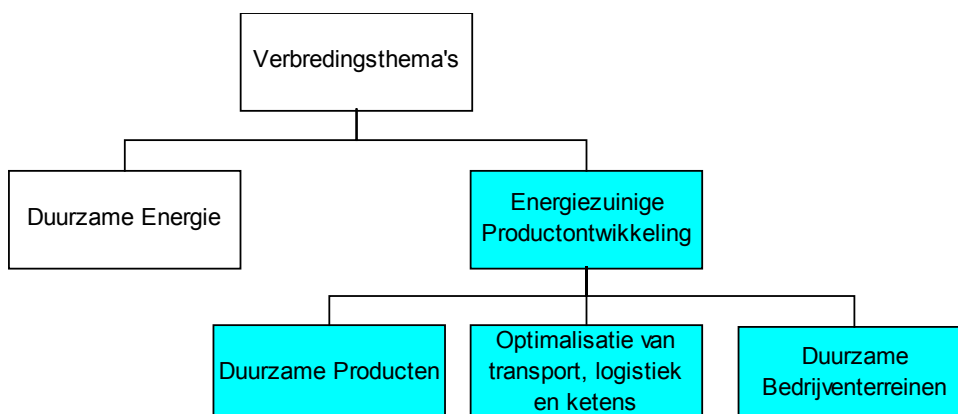 Verbredingsthema's
Duurzame Energie
Energiezuinige
Productontwikkeling
Duurzame Producten
Optimalisatie van
transport, logistiek
en ketens
Duurzame
Bedrijventerreinen